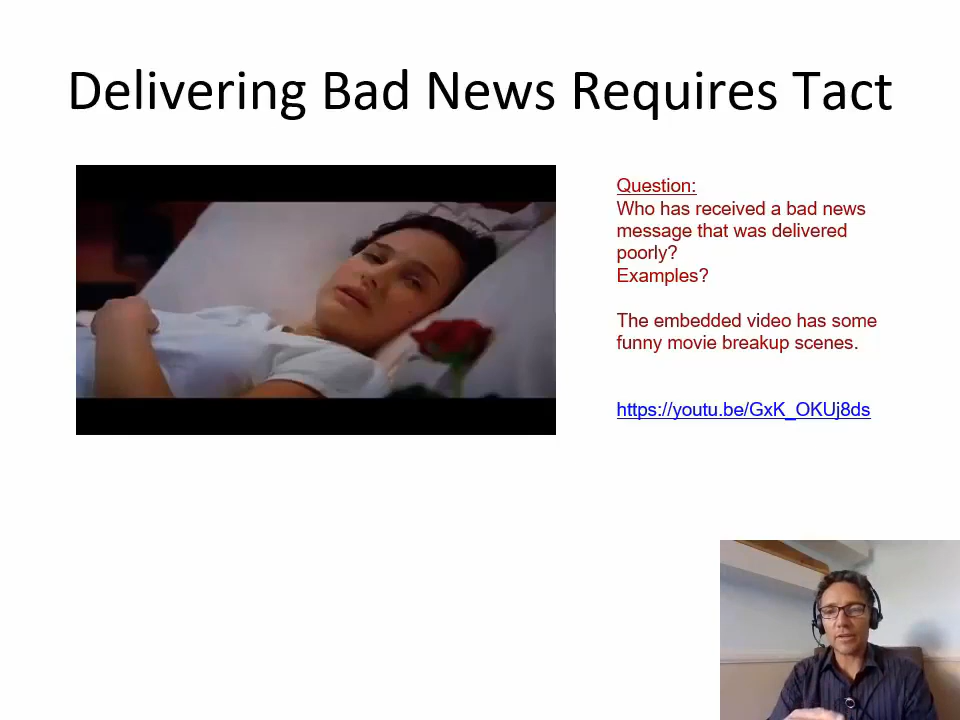 Delivering Bad News Requires Tact
Question:
Who has received a bad news
message that was delivered
poorly?
Examples?
The embedded video has some
funny movie breakup scenes.
https://youtu.be/GxK_OKUj8ds